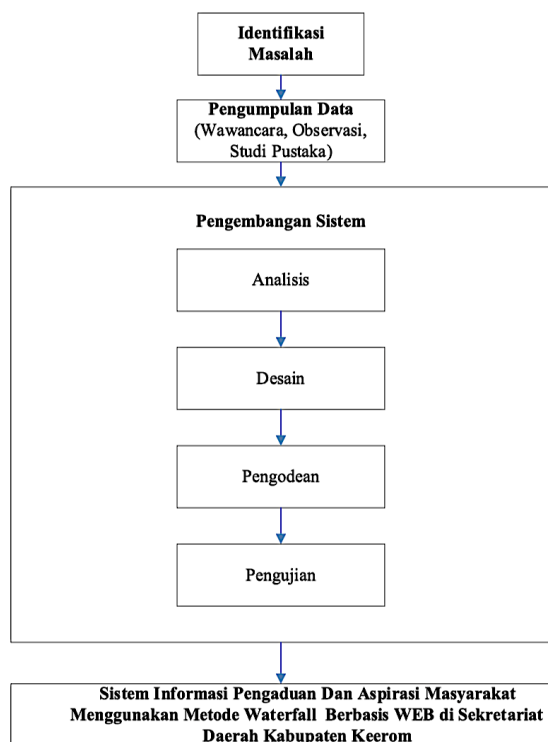 Identifikasi
Masalah
Pengumpulan Data
(Wawancara, Observasi,
Studi Pustaka)
Pengembangan Sistem
Analisis
Desain
Pengodean
Pengujian
Sistem Informasi Pengaduan Dan Aspirasi Masyarakat
Menggunakan Metode Waterfall Berbasis WEB di Sekretariat
Daerah Kabupaten Keerom